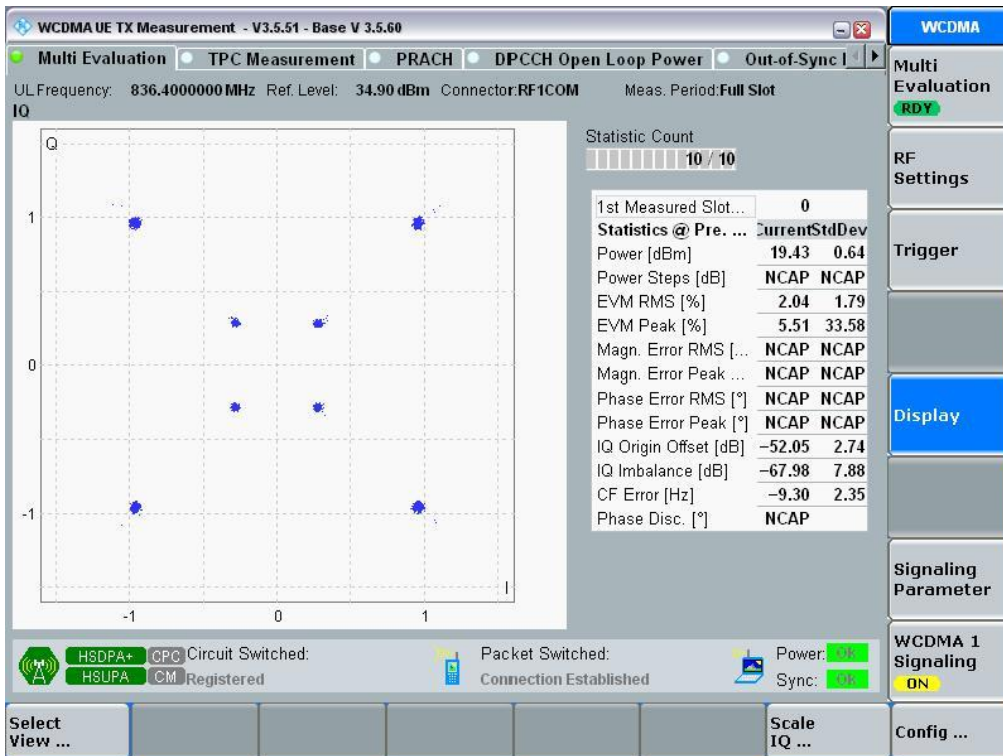 WCDMA UE TX Measurement - V3.5.51 - Base V 3.5.60
WCDMA
Multi Evaluation TPC Measurement PRACH DPCCH Open Loop Power Out-of-Sync
UL Frequency: 836.4000000 MHz Ref. Level: 34.90 dBm Connector:RF1COM Meas. Period:Full Slot
IQ
Q
1
0
-1
-1 0 1
I
Statistic Count
10 / 10
1st Measured Slot... 0
Statistics @ Pre. ... Current StdDev
Power [dBm] 19.43 0.64
Power Steps [dB] NCAP NCAP
EVM RMS [%] 2.04 1.79
EVM Peak [%] 5.51 33.58
Magn. Error RMS [... NCAP NCAP
Magn. Error Peak ... NCAP NCAP
Phase Error RMS [°] NCAP NCAP
Phase Error Peak [°] NCAP NCAP
IQ Origin Offset [dB] −52.05 2.74
IQ Imbalance [dB] −67.98 7.88
CF Error [Hz] −9.30 2.35
Phase Disc. [°] NCAP
Multi
Evaluation
RDY
RF
Settings
Trigger
Display
Signaling
Parameter
WCDMA 1
Signaling
ON
HSDPA+ CPC Circuit Switched: Packet Switched: Power: OK
HSUPA CM Registered Connection Established Sync: OK
Select
View ...
Scale
IQ ...
Config ...